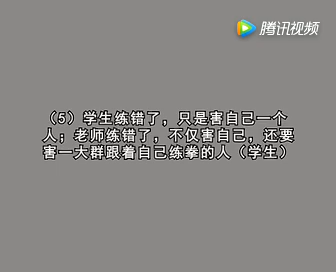 腾讯视频
（5）学生练错了，只是害自己一个
人；老师练错了，不仅害自己，还要
害一大群跟着自己练拳的人（学生）